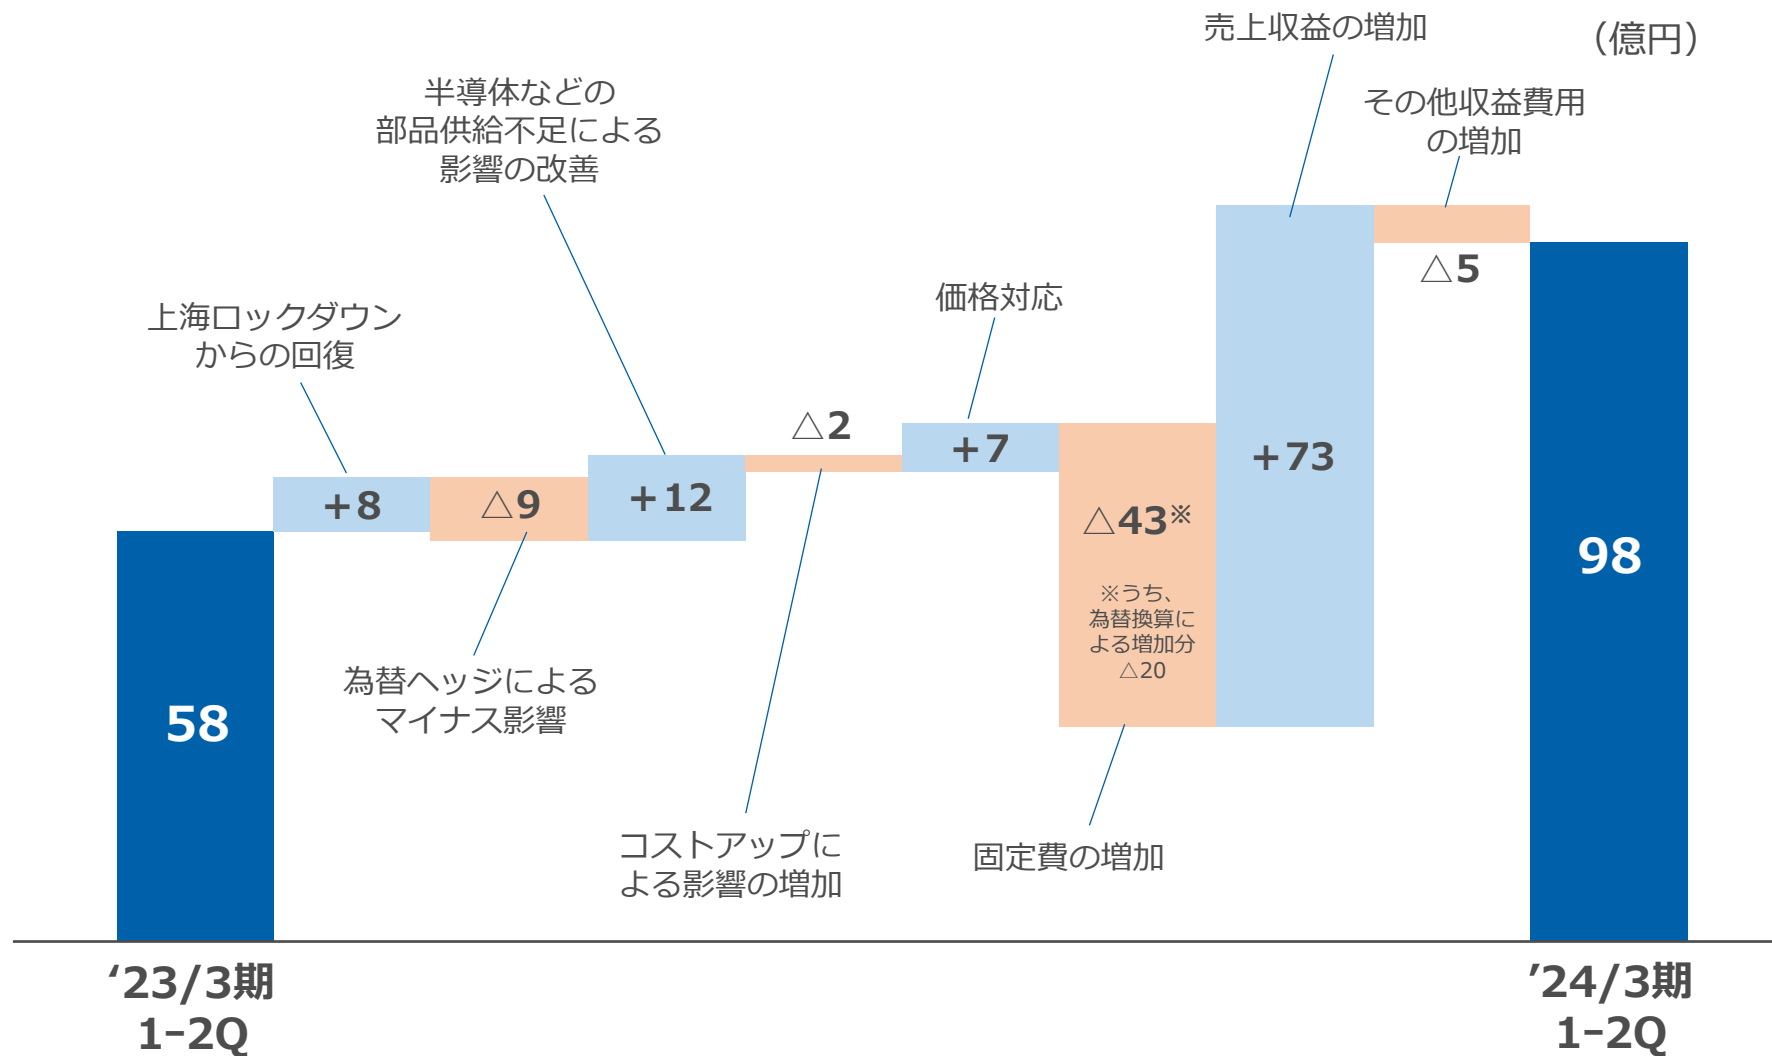 （億円）
売上収益の増加
その他収益費用
の増加
△5
半導体などの
部品供給不足による
影響の改善
上海ロックダウン
からの回復
価格対応
△2
+8
△9
+12
+7
△43※
※うち、
為替換算に
よる増加分
△20
+73
58
98
為替ヘッジによる
マイナス影響
コストアップに
よる影響の増加
固定費の増加
‘23/3期
1-2Q
’24/3期
1-2Q